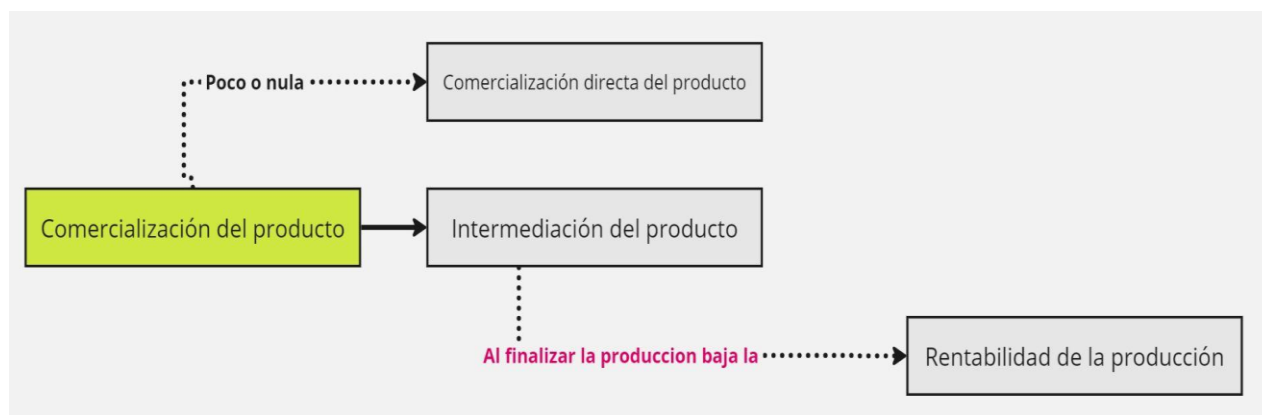 Poco o nula
Comercialización directa del producto
Comercialización del producto
Intermediación del producto
Al finalizar la produccion baja la
Rentabilidad de la producción